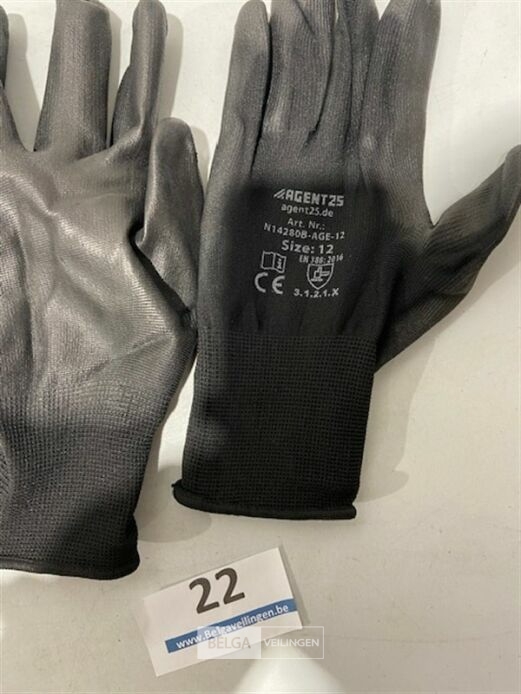 AGENT25
agent25.de
Art. Nr.:
N14280B-AGE-12
Size: 12
EN 388: 2016
CE
3.1.2.1.X
22
www.Belgaveilingen.be
BELGA VEILINGEN